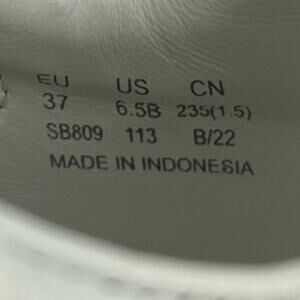 EU US CN
37 6.5B 235(1.5)
SB809 113 B/22
MADE IN INDONESIA